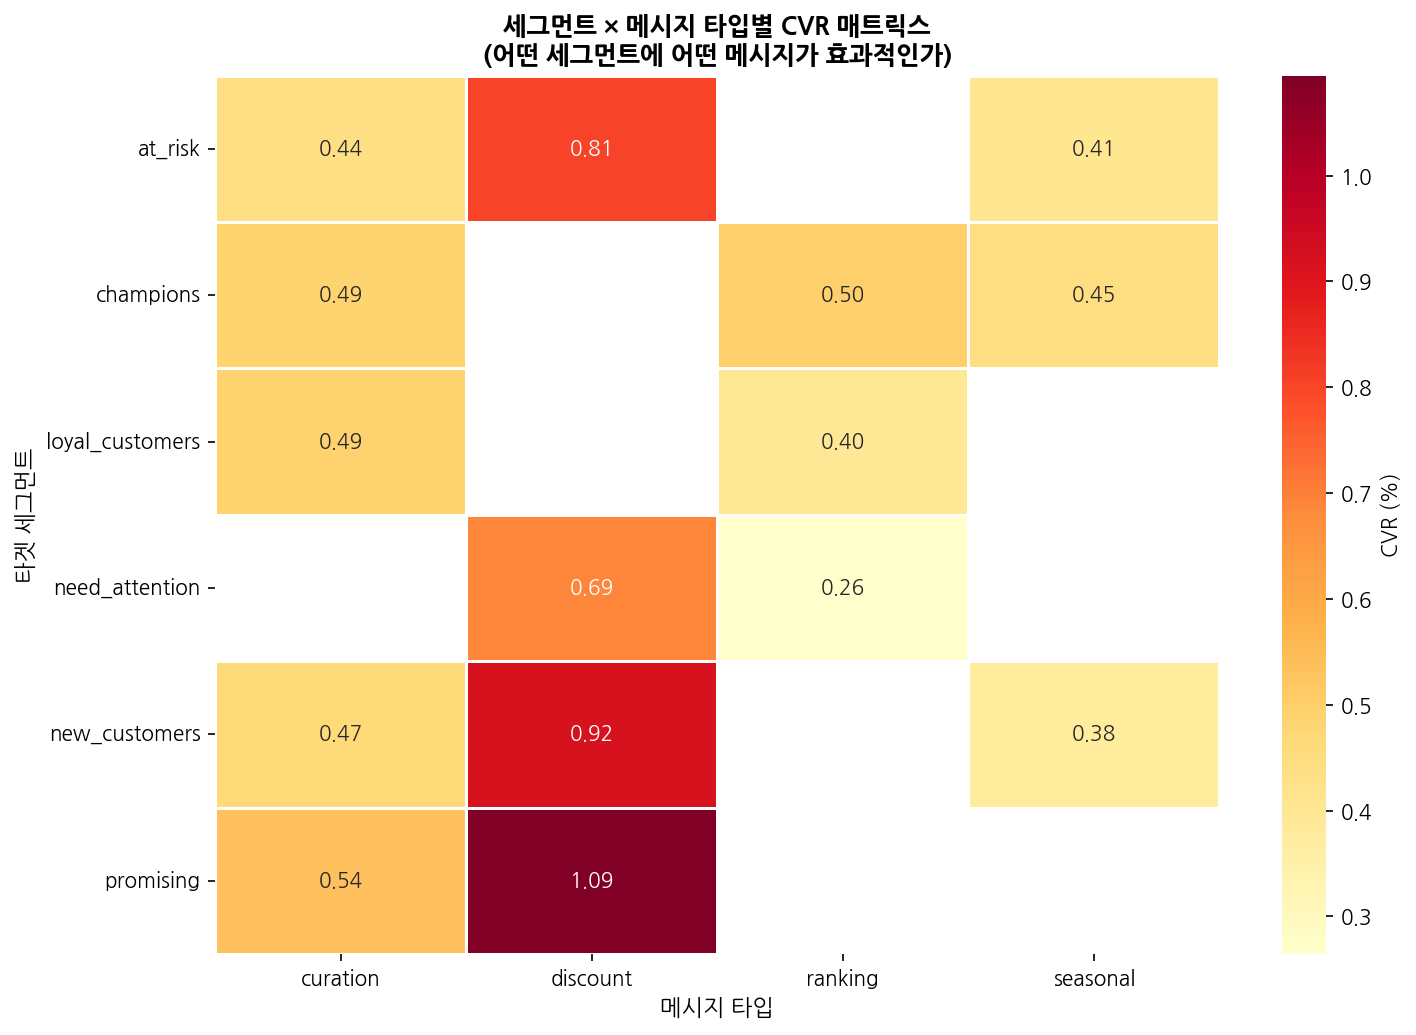 세그먼트 × 메시지 타입별 CVR 매트릭스
(어떤 세그먼트에 어떤 메시지가 효과적인가)
타겟 세그먼트
at_risk
0.44
0.81
0.41
champions
0.49
0.50
0.45
loyal_customers
0.49
0.40
need_attention
0.69
0.26
new_customers
0.47
0.92
0.38
promising
0.54
1.09
curation
discount
ranking
seasonal
메시지 타입
1.0
0.9
0.8
0.7
0.6
0.5
0.4
0.3
CVR (%)